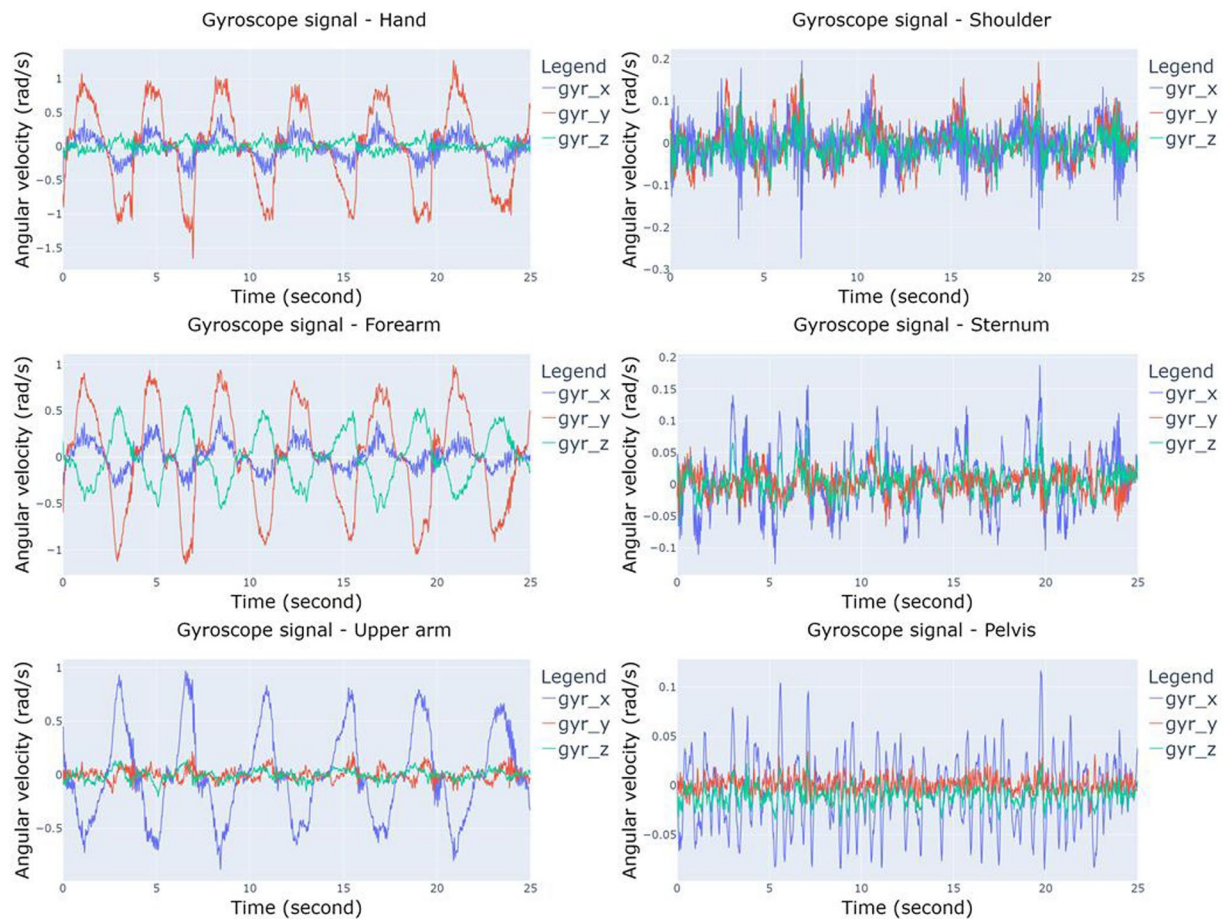 Gyroscope signal - Hand
Angular velocity (rad/s)
1
0.5
0
−0.5
−1
−1.5
0 5 10 15 20 25
Time (second)
Legend
gyr_x
gyr_y
gyr_z
Gyroscope signal - Shoulder
Angular velocity (rad/s)
0.2
0.1
0
−0.1
−0.2
−0.3
0 5 10 15 20 25
Time (second)
Legend
gyr_x
gyr_y
gyr_z
Gyroscope signal - Forearm
Angular velocity (rad/s)
1
0.5
0
−0.5
−1
0 5 10 15 20 25
Time (second)
Legend
gyr_x
gyr_y
gyr_z
Gyroscope signal - Sternum
Angular velocity (rad/s)
0.2
0.15
0.1
0.05
0
−0.05
−0.1
0 5 10 15 20 25
Time (second)
Legend
gyr_x
gyr_y
gyr_z
Gyroscope signal - Upper arm
Angular velocity (rad/s)
1
0.5
0
−0.5
0 5 10 15 20 25
Time (second)
Legend
gyr_x
gyr_y
gyr_z
Gyroscope signal - Pelvis
Angular velocity (rad/s)
0.1
0.05
0
−0.05
0 5 10 15 20 25
Time (second)
Legend
gyr_x
gyr_y
gyr_z